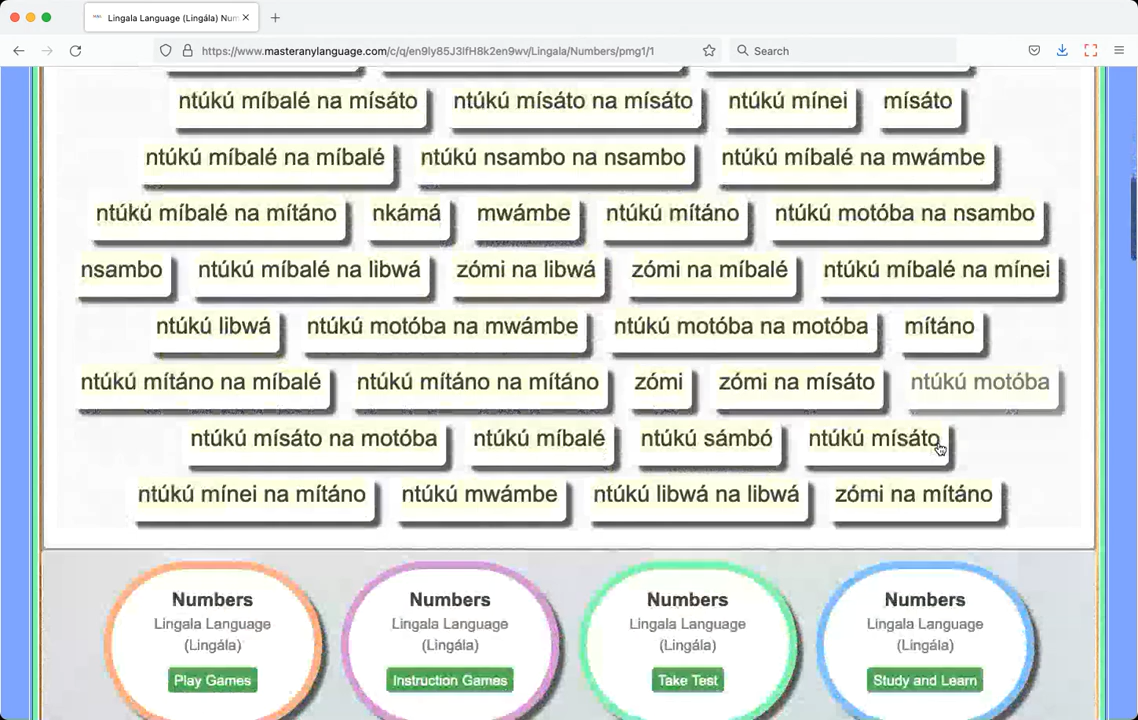 Lingala Language (Lingála) Num
https://www.masteranylanguage.com/c/q/en9ly85J3lfH8k2en9wv/Lingala/Numbers/pmg1/1
Search
ntúkú míbalé na mísáto ntúkú mísáto na mísáto ntúkú mínei mísáto
ntúkú míbalé na míbalé ntúkú nsambo na nsambo ntúkú míbalé na mwámbe
ntúkú míbalé na mítáno nkámá mwámbe ntúkú mítáno ntúkú motóba na nsambo
nsambo ntúkú míbalé na libwá zómi na libwá zómi na míbalé ntúkú míbalé na mínei
ntúkú libwá ntúkú motóba na mwámbe ntúkú motóba na motóba mítáno
ntúkú mítáno na míbalé ntúkú mítáno na mítáno zómi zómi na mísáto ntúkú motóba
ntúkú mísáto na motóba ntúkú míbalé ntúkú sámbó ntúkú mísáto
ntúkú mínei na mítáno ntúkú mwámbe ntúkú libwá na libwá zómi na mítáno
Numbers Numbers Numbers Numbers
Lingala Language Lingala Language Lingala Language Lingala Language
(Lingála) (Lingála) (Lingála) (Lingála)
Play Games Instruction Games Take Test Study and Learn